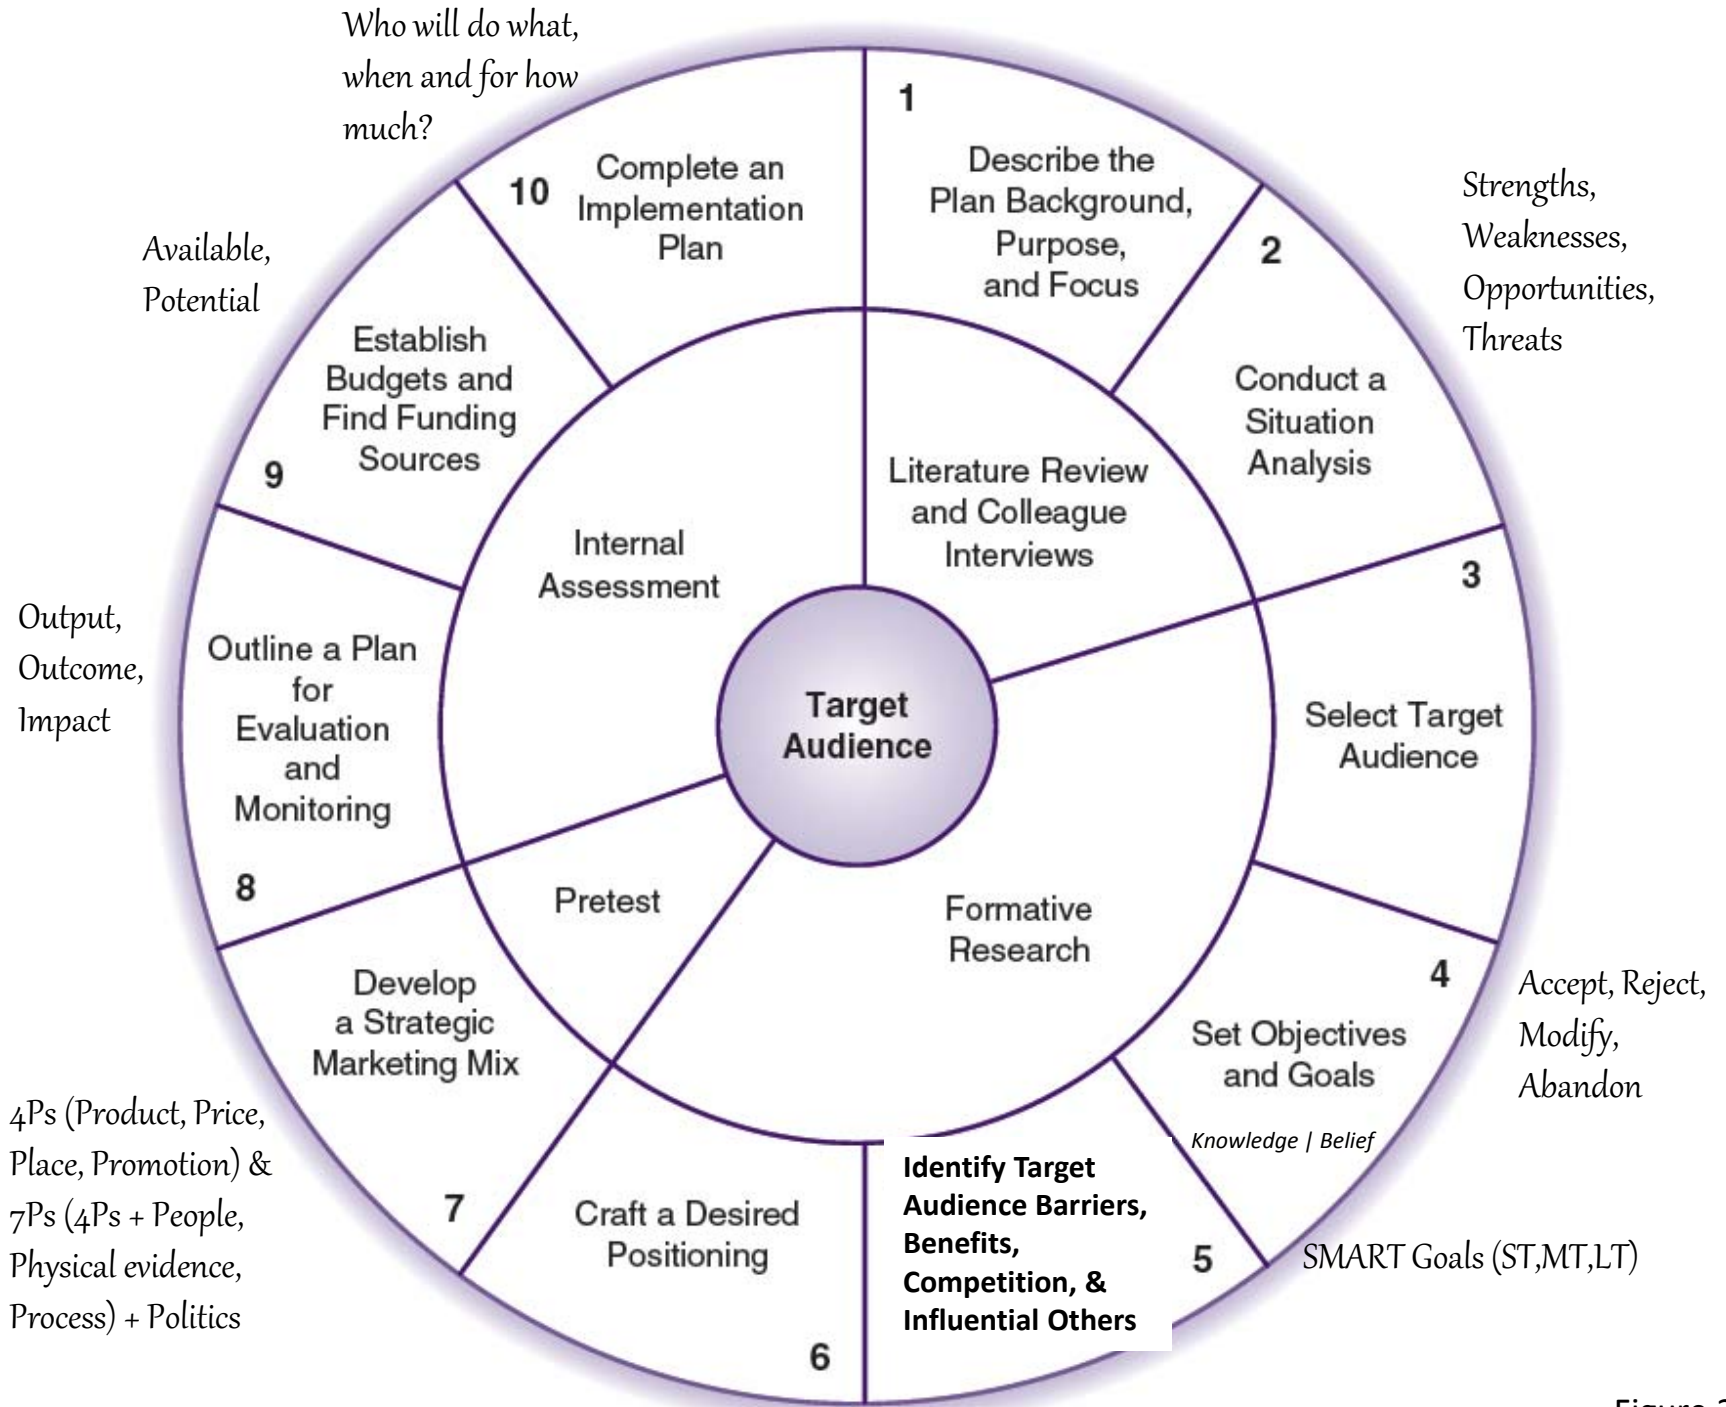 Who will do what,
when and for how
much?
1
Describe the
Plan Background,
Purpose,
and Focus
Strengths,
Weaknesses,
Opportunities,
Threats
2
Conduct a
Situation
Analysis
3
Select Target
Audience
4
Set Objectives
and Goals
Knowledge | Belief
Accept, Reject,
Modify,
Abandon
SMART Goals (ST,MT,LT)
5
Identify Target
Audience Barriers,
Benefits,
Competition, &
Influential Others
6
Craft a Desired
Positioning
7
Develop
a Strategic
Marketing Mix
4Ps (Product, Price,
Place, Promotion) &
7Ps (4Ps + People,
Physical evidence,
Process) + Politics
8
Outline a Plan
for
Evaluation
and
Monitoring
Output,
Outcome,
Impact
9
Establish
Budgets and
Find Funding
Sources
Available,
Potential
10
Complete an
Implementation
Plan
Literature Review
and Colleague
Interviews
Formative
Research
Pretest
Internal
Assessment
Target
Audience
Figure